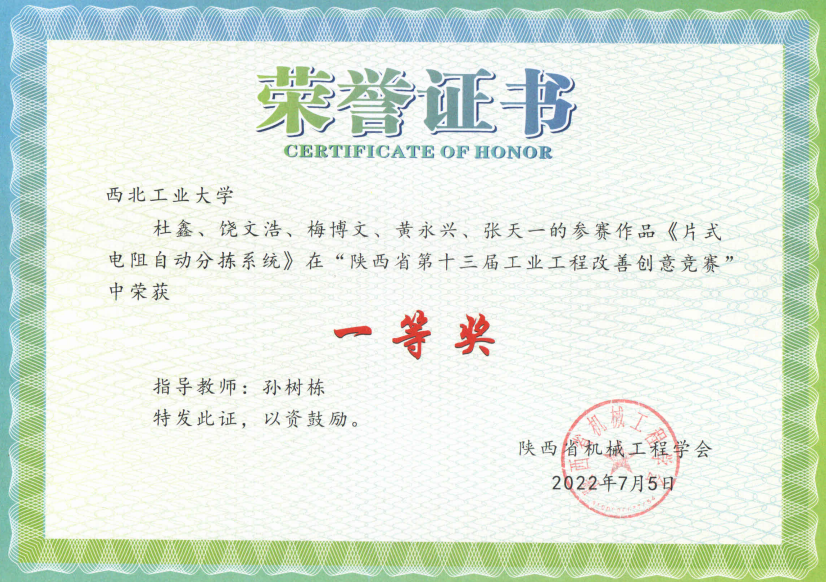 荣誉证书
CERTIFICATE OF HONOR
西北工业大学
杜鑫、饶文浩、梅博文、黄永兴、张天一的参赛作品《片式
电阻自动分拣系统》在“陕西省第十三届工业工程改善创意竞赛”
中荣获
一等奖
指导教师：孙树栋
特发此证，以资鼓励。
陕西省机械工程学会
2022年7月5日
陕西省机械工程学会